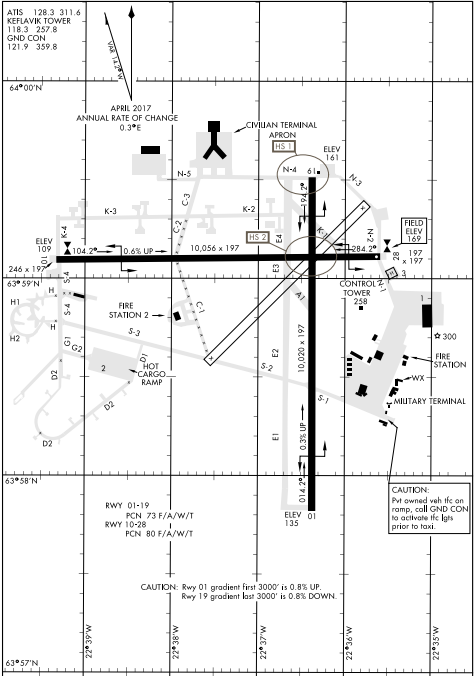 ATIS 128.3 311.6
KEFLAVIK TOWER
118.3 257.8
GND CON
121.9 359.8
VAR 14.2°W
64°00'N
APRIL 2017
ANNUAL RATE OF CHANGE
0.3°E
CIVILIAN TERMINAL
APRON
HS 1
ELEV
161
N-5
N-4
19
N-3
C-3
K-4
K-3
C-2
K-2
E4
194.2°
K-1
HS 2
N-2
FIELD
ELEV
169
ELEV
109
104.2°
0.6% UP
10,056 x 197
284.2°
28
197
x
197
10
246 x 197
S-4
E3
N-1
3
63°59'N
H
H1
S-4
C-1
A1
CONTROL
TOWER
258
1
FIRE
STATION 2
300
H
H2
G1
G2
S-3
D1
10,020 x 197
E2
FIRE
STATION
2
HOT
CARGO
RAMP
S-2
WX
D2
D2
S-1
MILITARY TERMINAL
D2
E1
0.3% UP
63°58'N
014.2°
CAUTION:
Pvt owned veh tfc on
ramp, call GND CON
to activate tfc lgts
prior to taxi.
RWY 01-19
PCN 73 F/A/W/T
RWY 10-28
PCN 80 F/A/W/T
ELEV
135
01
CAUTION: Rwy 01 gradient first 3000' is 0.8% UP.
Rwy 19 gradient last 3000' is 0.8% DOWN.
22°39'W
22°38'W
22°37'W
22°36'W
22°35'W
63°57'N